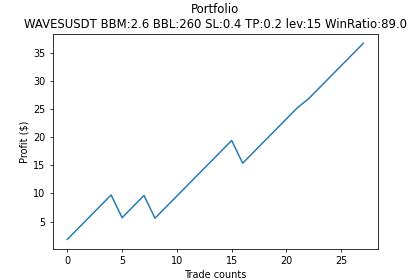 Portfolio
WAVESUSDT BBM:2.6 BBL:260 SL:0.4 TP:0.2 lev:15 WinRatio:89.0
35
30
25
20
15
10
5
Profit ($)
0 5 10 15 20 25
Trade counts